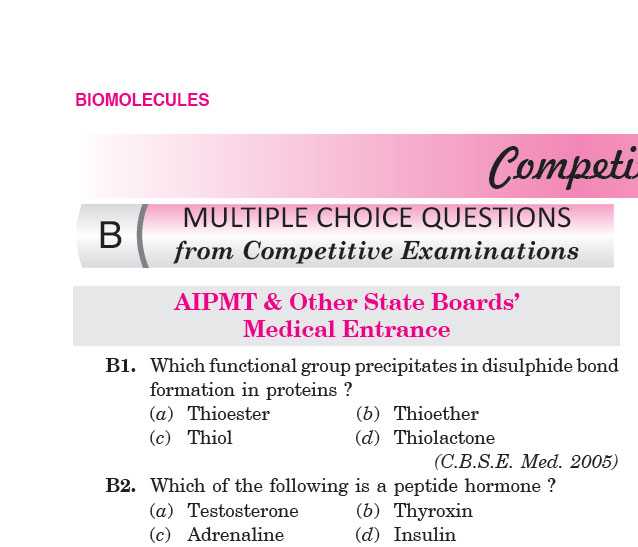 BIOMOLECULES
Competi
B
MULTIPLE CHOICE QUESTIONS
from Competitive Examinations
AIPMT & Other State Boards'
Medical Entrance
B1. Which functional group precipitates in disulphide bond
formation in proteins ?
(a) Thioester (b) Thioether
(c) Thiol (d) Thiolactone
(C.B.S.E. Med. 2005)
B2. Which of the following is a peptide hormone ?
(a) Testosterone (b) Thyroxin
(c) Adrenaline (d) Insulin